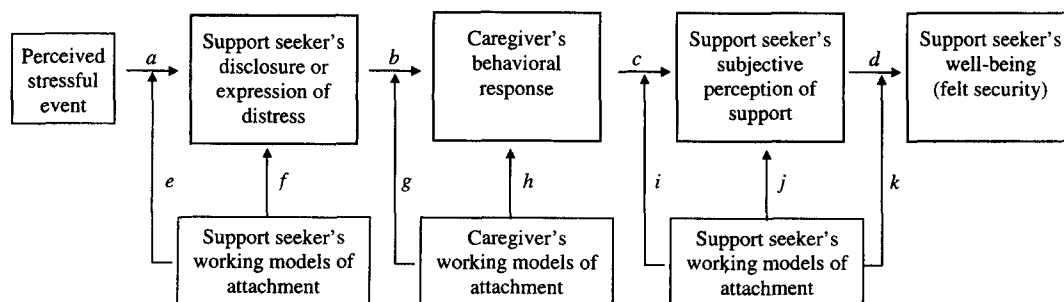 Perceived
stressful
event
a
Support seeker's
disclosure or
expression of
distress
b
Caregiver's
behavioral
response
c
Support seeker's
subjective
perception of
support
d
Support seeker's
well-being
(felt security)
e
f
g
h
i
j
k
Support seeker's
working models of
attachment
Caregiver's
working models of
attachment
Support seeker's
working models of
attachment